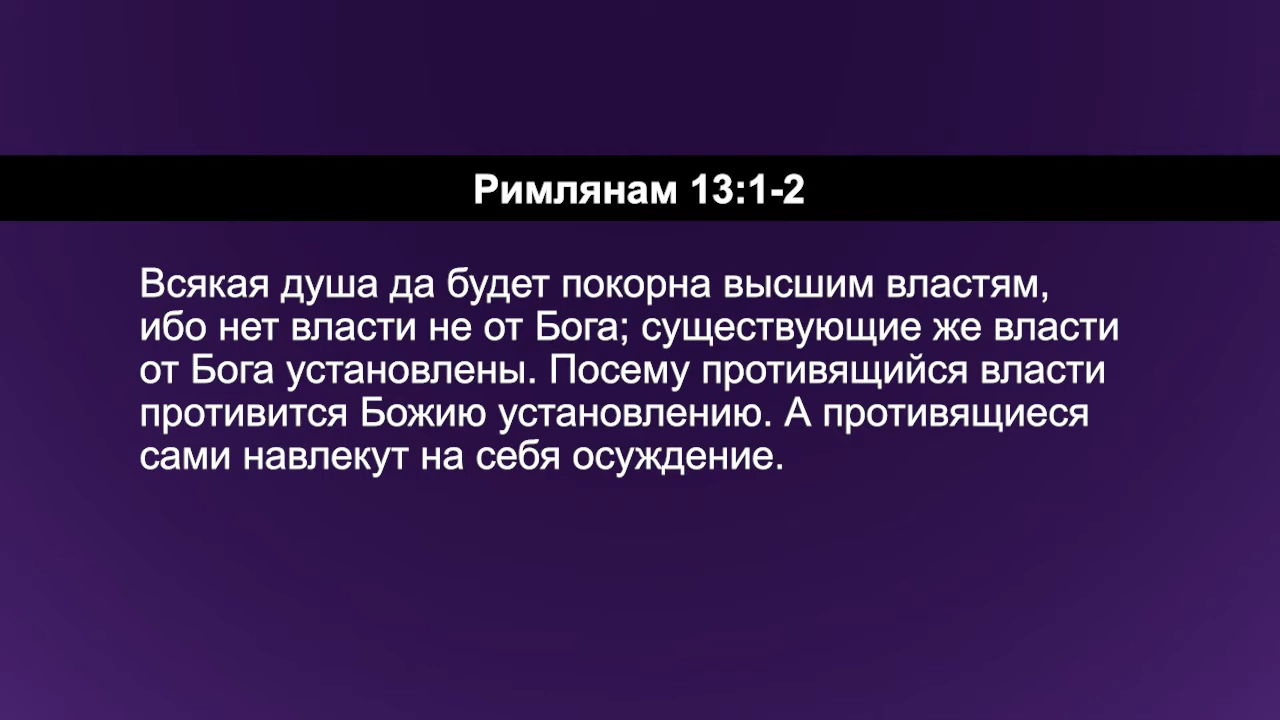 Римлянам 13:1-2
Всякая душа да будет покорна высшим властям,
ибо нет власти не от Бога; существующие же власти
от Бога установлены. Посему противящийся власти
противится Божию установлению. А противящиеся
сами навлекут на себя осуждение.